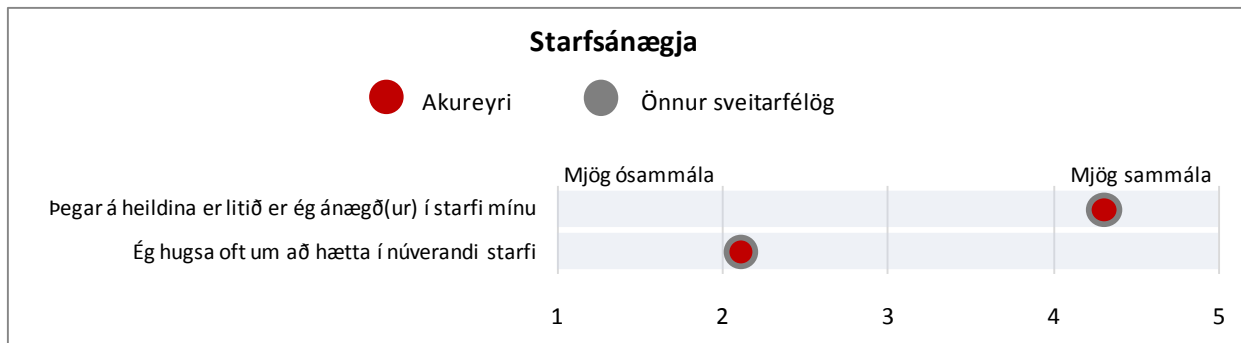 Starfsánægja
Akureyri Önnur sveitarfélög
Mjög ósammála Mjög sammála
Þegar á heildina er litið er ég ánægð(ur) í starfi mínu
Ég hugsa oft um að hætta í núverandi starfi
1 2 3 4 5